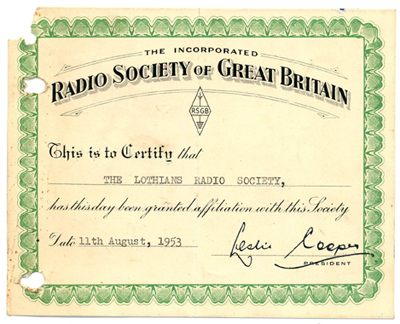 THE INCORPORATED
RADIO SOCIETY OF GREAT BRITAIN
RSGB
This is to Certify that
THE LOTHIANS RADIO SOCIETY,
has this day been granted affiliation with this Society
Date 11th August, 1953
Leslie Cooper
PRESIDENT